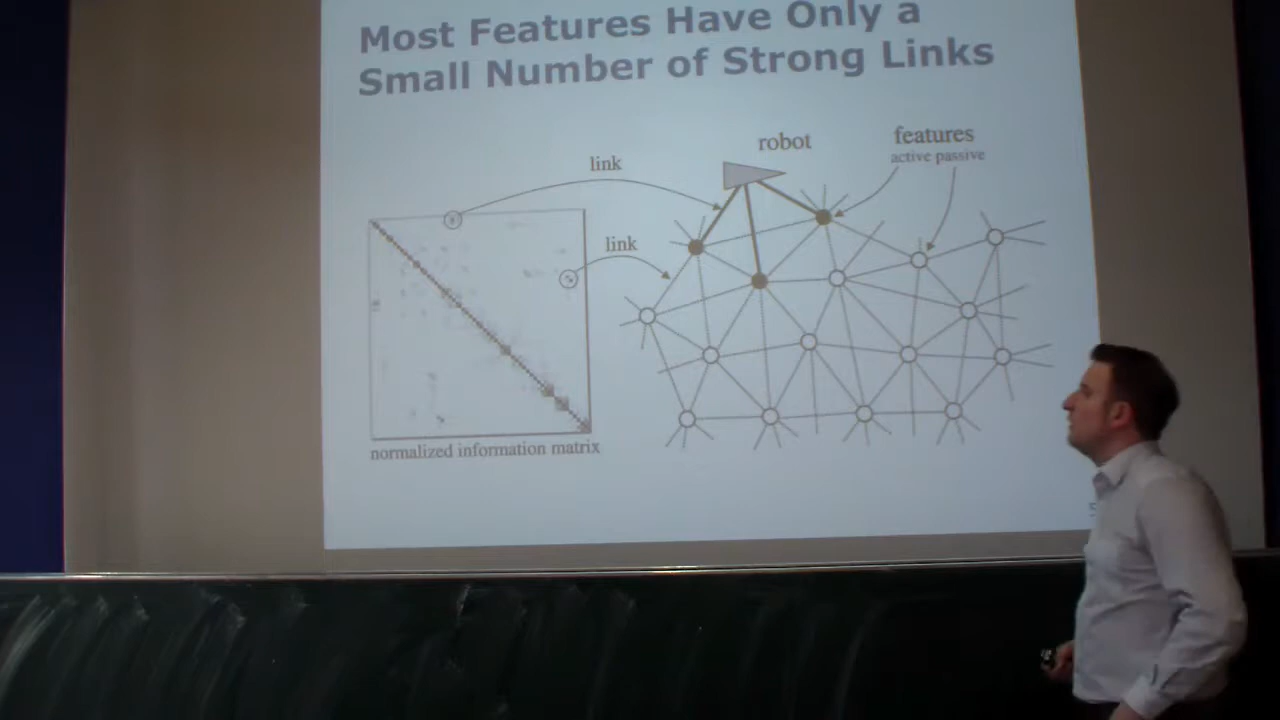 Most Features Have Only a
Small Number of Strong Links
robot
features
active passive
link
link
normalized information matrix